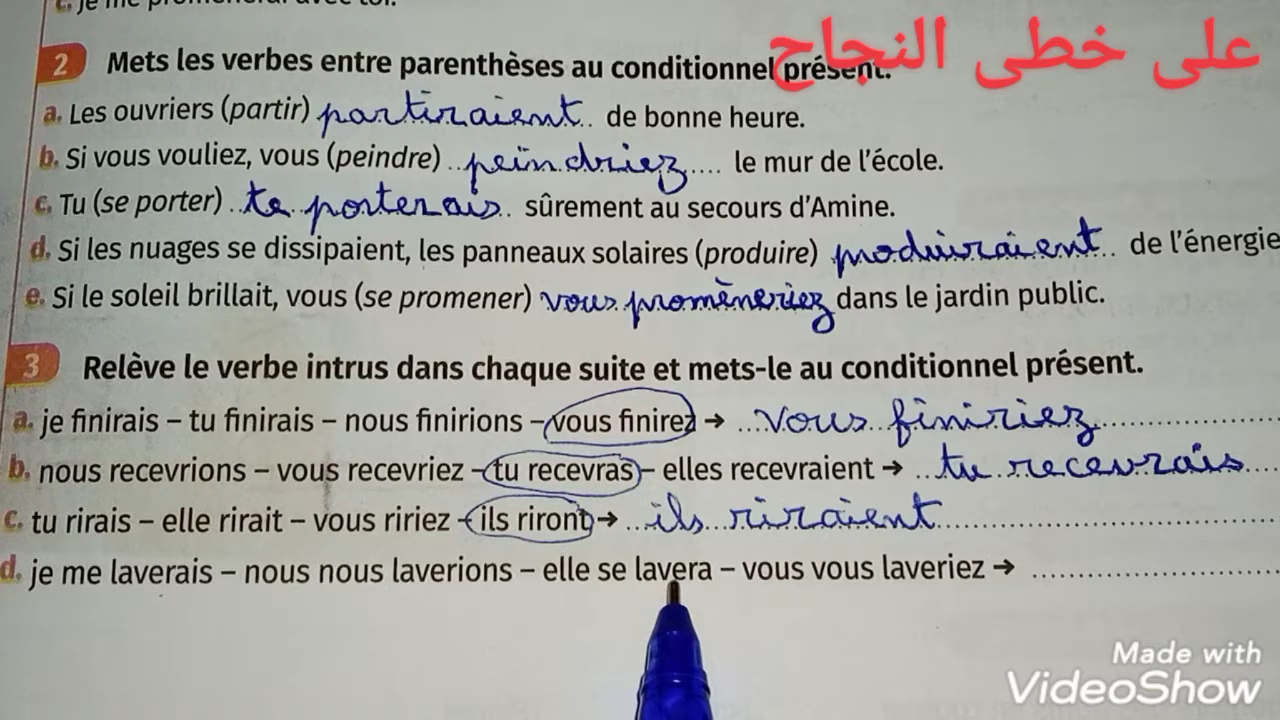 c. je me promènerai avec toi.
على خطى النجاح
2 Mets les verbes entre parenthèses au conditionnel présent.
a. Les ouvriers (partir) partiraient de bonne heure.
b. Si vous vouliez, vous (peindre) peindriez le mur de l'école.
c. Tu (se porter) te porterais sûrement au secours d'Amine.
d. Si les nuages se dissipaient, les panneaux solaires (produire) produiraient de l'énergie
e. Si le soleil brillait, vous (se promener) vous promèneriez dans le jardin public.
3 Relève le verbe intrus dans chaque suite et mets-le au conditionnel présent.
a. je finirais – tu finirais – nous finirions – vous finirez → vous finiriez
b. nous recevrions – vous recevriez – tu recevras – elles recevraient → tu recevrais
c. tu rirais – elle rirait – vous ririez – ils riront → ils riraient
d. je me laverais – nous nous laverions – elle se lavera – vous vous laveriez →
Made with
VideoShow